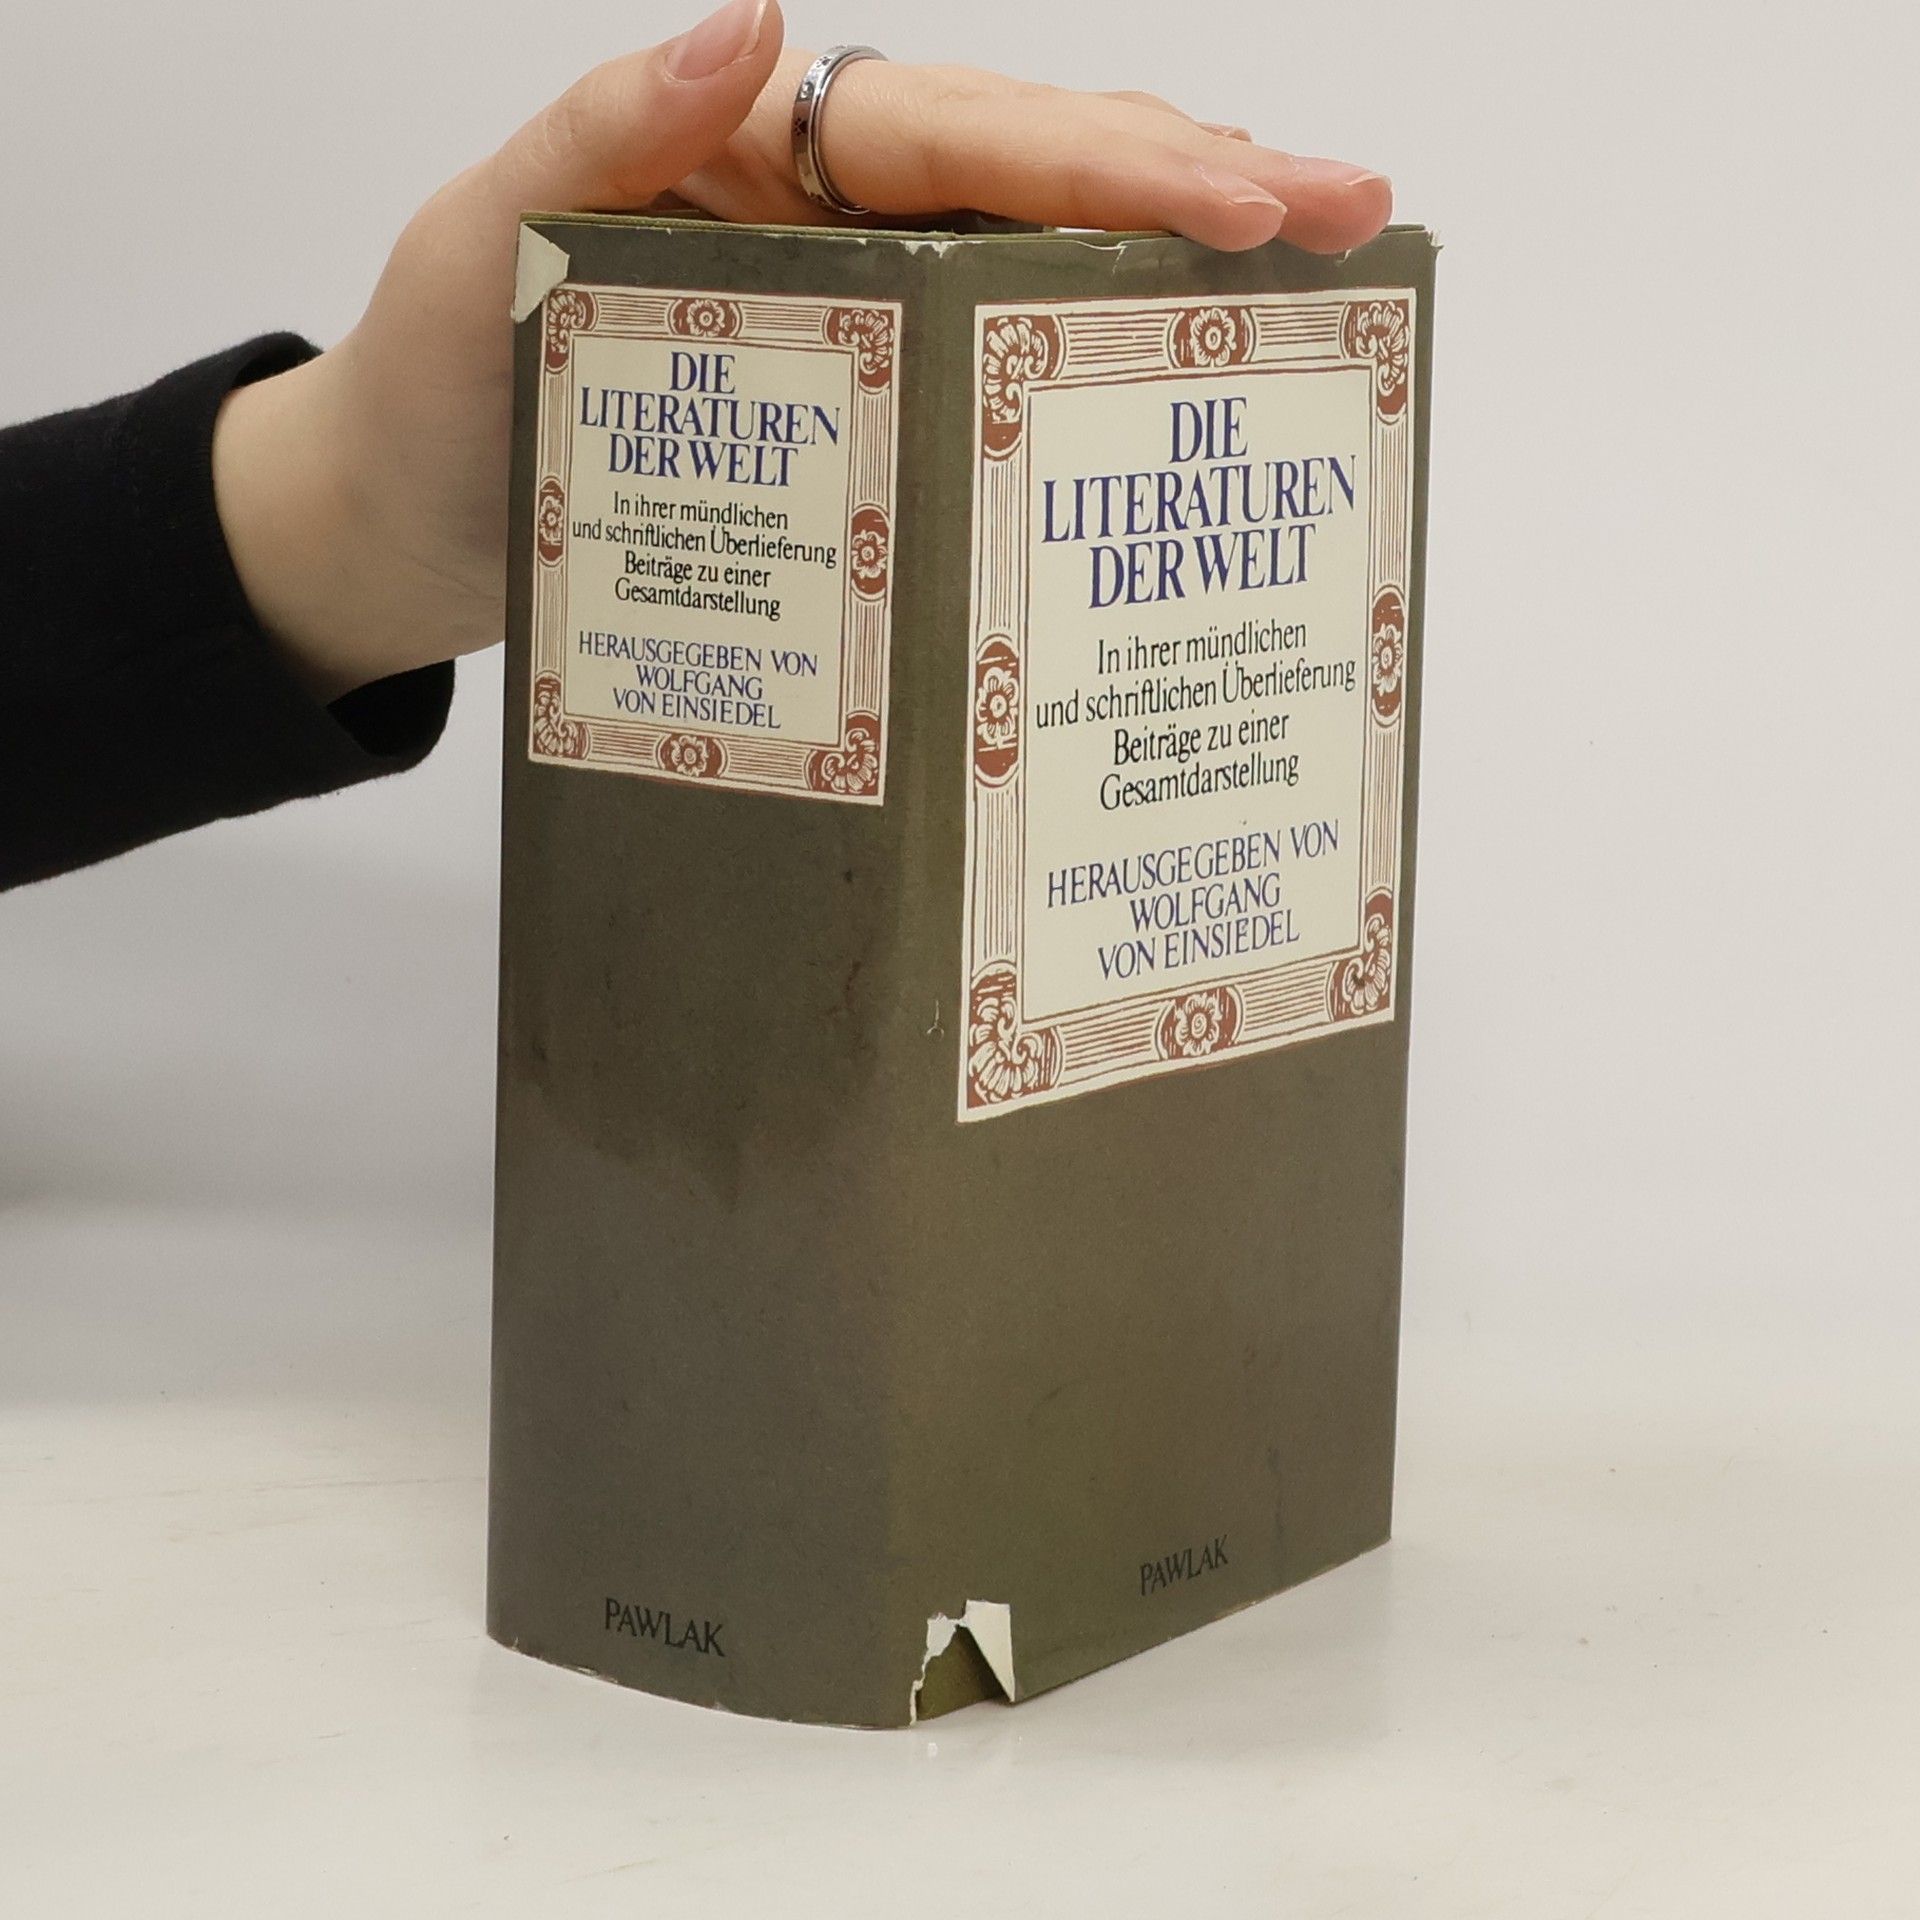 DIE
LITERATUREN
DER WELT
In ihrer mündlichen
und schriftlichen Überlieferung
Beiträge zu einer
Gesamtdarstellung
HERAUSGEGEBEN VON
WOLFGANG
VON EINSIEDEL
PAWLAK
DIE
LITERATUREN
DER WELT
In ihrer mündlichen
und schriftlichen Überlieferung
Beiträge zu einer
Gesamtdarstellung
HERAUSGEGEBEN VON
WOLFGANG
VON EINSIEDEL
PAWLAK